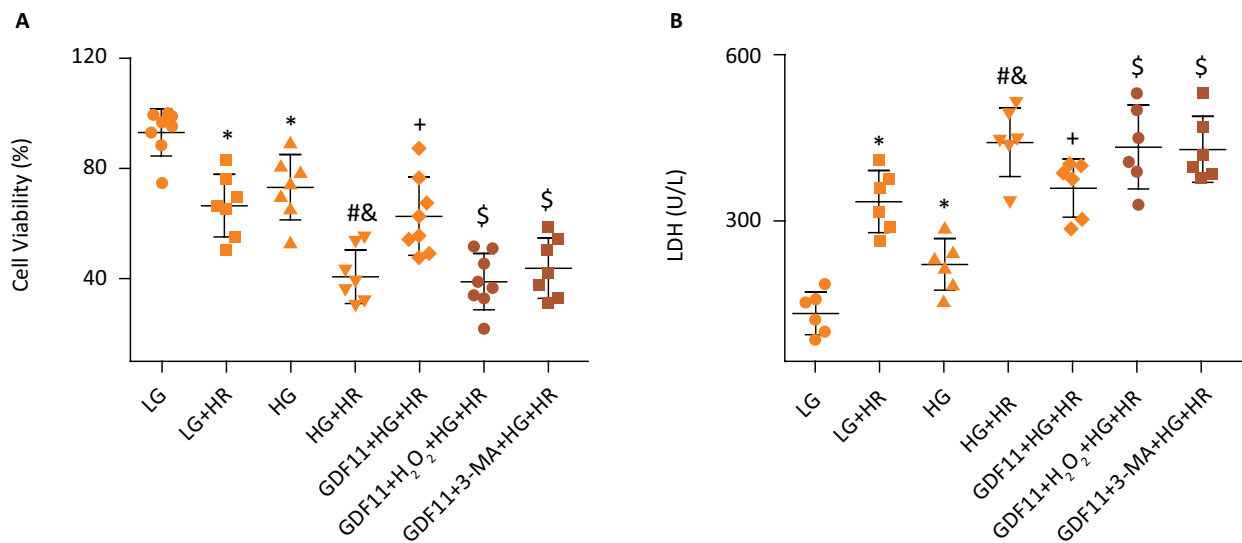 A
Cell Viability (%)
120
80
40
*
*
#&
+
$
$
LG
LG+HR
HG
HG+HR
GDF11+HG+HR
GDF11+H₂O₂+HG+HR
GDF11+3-MA+HG+HR
B
LDH (U/L)
600
300
*
*
#&
+
$
$
LG
LG+HR
HG
HG+HR
GDF11+HG+HR
GDF11+H₂O₂+HG+HR
GDF11+3-MA+HG+HR